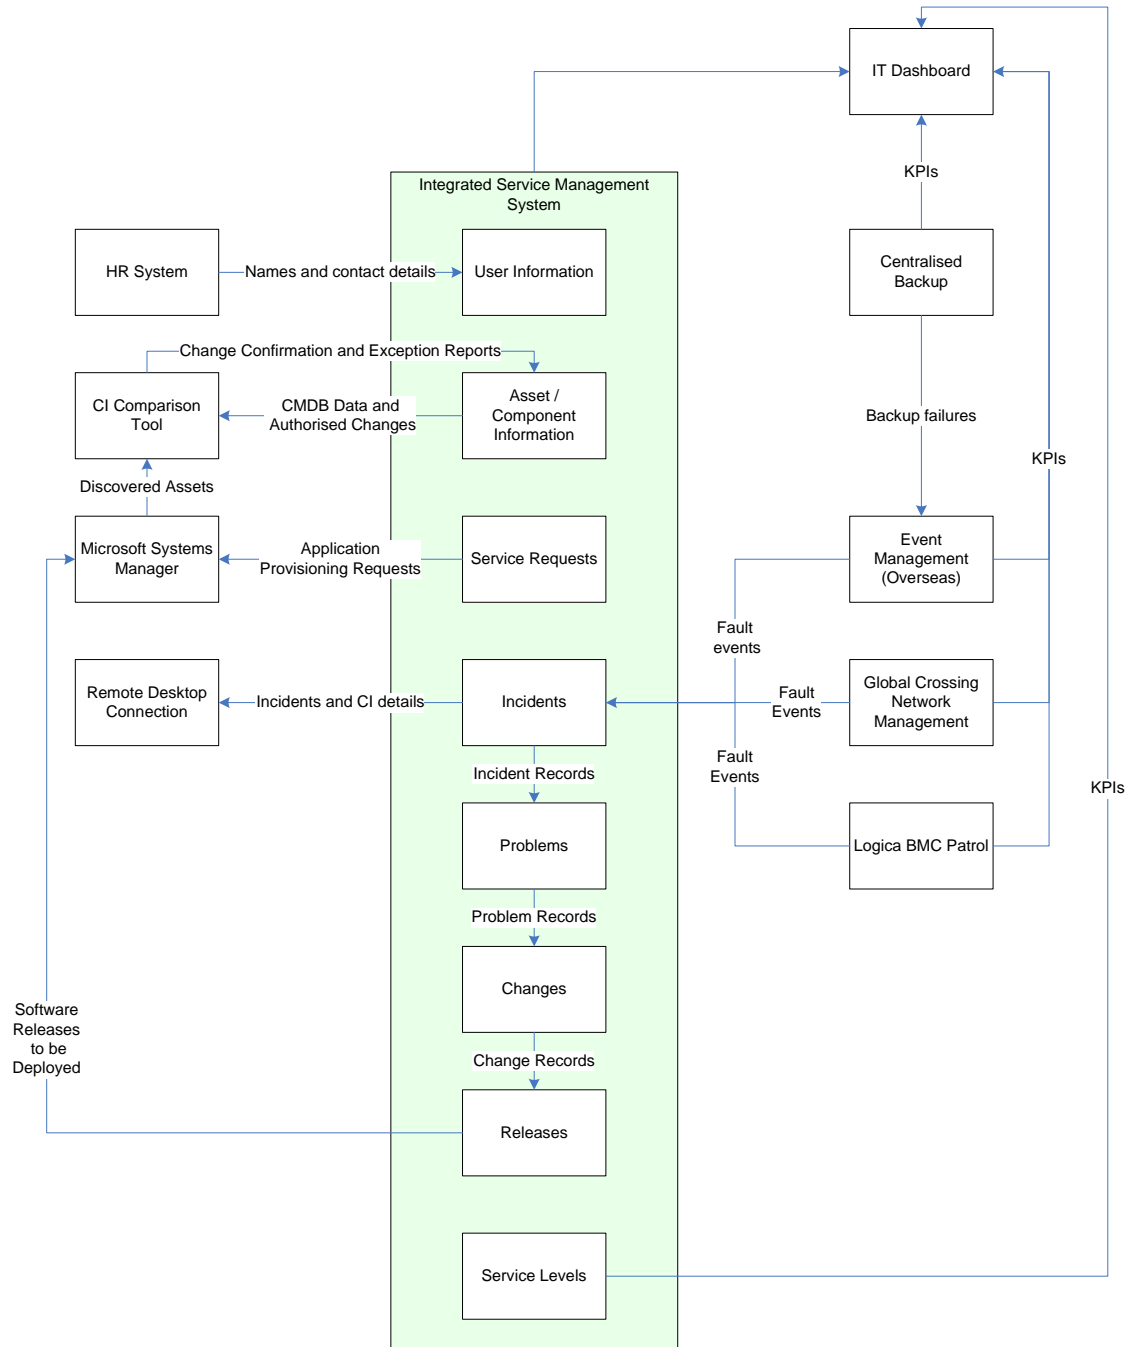 IT Dashboard
KPIs
Integrated Service Management
System
HR System
Names and contact details
User Information
Centralised
Backup
Change Confirmation and Exception Reports
CI Comparison
Tool
CMDB Data and
Authorised Changes
Asset /
Component
Information
Backup failures
KPIs
Discovered Assets
Microsoft Systems
Manager
Application
Provisioning Requests
Service Requests
Event
Management
(Overseas)
Fault
events
Remote Desktop
Connection
Incidents and CI details
Incidents
Fault
Events
Global Crossing
Network
Management
Fault
Events
Incident Records
KPIs
Problems
Logica BMC Patrol
Problem Records
Changes
Software
Releases
to be
Deployed
Change Records
Releases
Service Levels